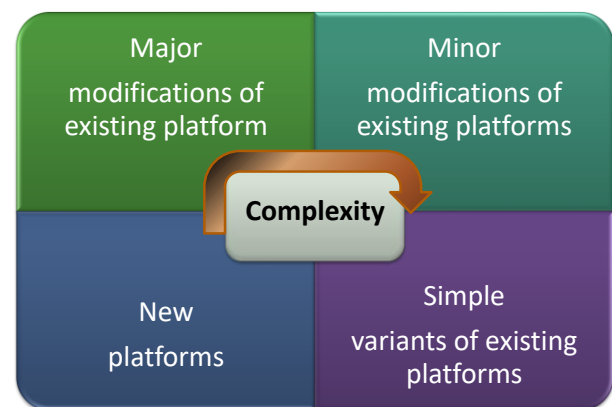 Major
modifications of
existing platform
Minor
modifications of
existing platforms
Complexity
New
platforms
Simple
variants of existing
platforms